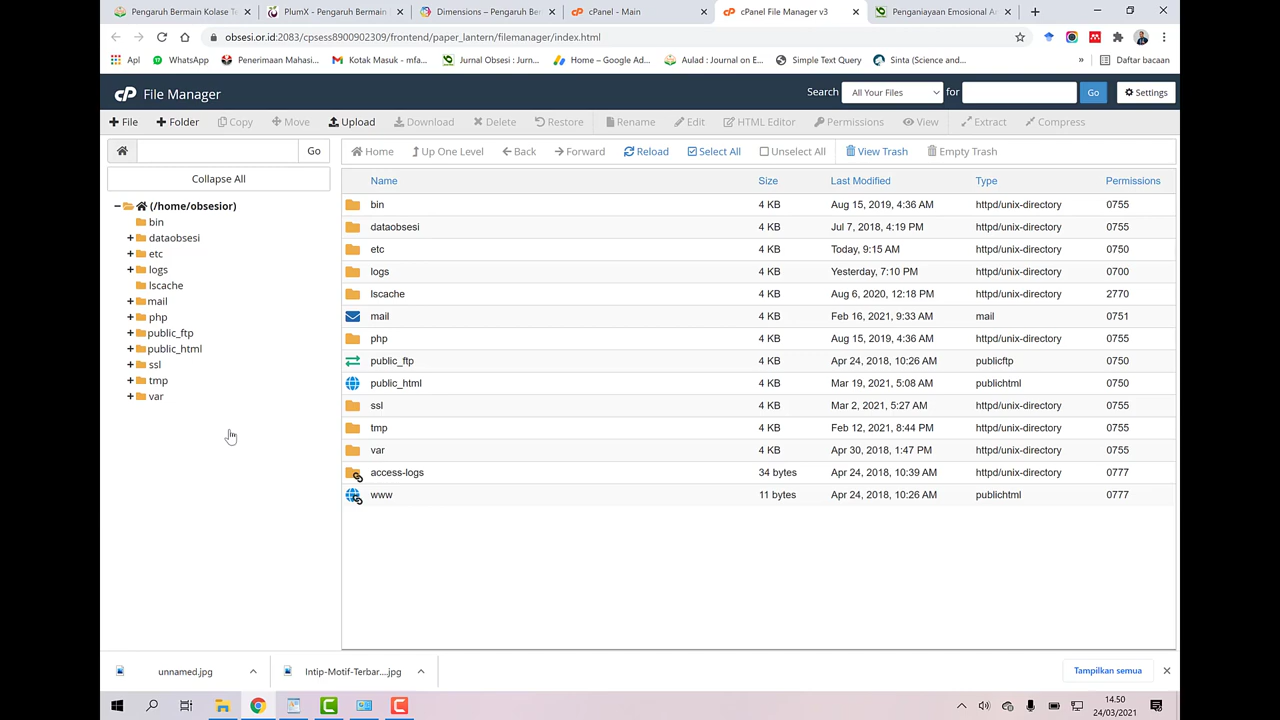 Pengaruh Bermain Kolase Te
PlumX - Pengaruh Bermain
Dimensions – Pengaruh Ber
cPanel - Main
cPanel File Manager v3
Penganiayaan Emosional A
obsesi.or.id:2083/cpsess8900902309/frontend/paper_lantern/filemanager/index.html
Apl
WhatsApp
Penerimaan Mahasi...
Kotak Masuk - mfa...
Jurnal Obsesi : Jurn...
Home – Google Ad...
Aulad : Journal on E...
Simple Text Query
Sinta (Science and...
»
Daftar bacaan
cP File Manager
Search
All Your Files
for
Go
Settings
+ File
+ Folder
Copy
Move
Upload
Download
Delete
Restore
Rename
Edit
HTML Editor
Permissions
View
Extract
Compress
Go
Home
Up One Level
Back
Forward
Reload
Select All
Unselect All
View Trash
Empty Trash
Collapse All
(/home/obsesior)
bin
dataobsesi
etc
logs
lscache
mail
php
public_ftp
public_html
ssl
tmp
var
Name Size Last Modified Type Permissions
bin 4 KB Aug 15, 2019, 4:36 AM httpd/unix-directory 0755
dataobsesi 4 KB Jul 7, 2018, 4:19 PM httpd/unix-directory 0755
etc 4 KB Today, 9:15 AM httpd/unix-directory 0750
logs 4 KB Yesterday, 7:10 PM httpd/unix-directory 0700
lscache 4 KB Aug 6, 2020, 12:18 PM httpd/unix-directory 2770
mail 4 KB Feb 16, 2021, 9:33 AM mail 0751
php 4 KB Aug 15, 2019, 4:36 AM httpd/unix-directory 0755
public_ftp 4 KB Apr 24, 2018, 10:26 AM publicftp 0750
public_html 4 KB Mar 19, 2021, 5:08 AM publichtml 0750
ssl 4 KB Mar 2, 2021, 5:27 AM httpd/unix-directory 0755
tmp 4 KB Feb 12, 2021, 8:44 PM httpd/unix-directory 0755
var 4 KB Apr 30, 2018, 1:47 PM httpd/unix-directory 0755
access-logs 34 bytes Apr 24, 2018, 10:39 AM httpd/unix-directory 0777
www 11 bytes Apr 24, 2018, 10:26 AM publichtml 0777
unnamed.jpg
Intip-Motif-Terbar....jpg
Tampilkan semua
14.50
24/03/2021